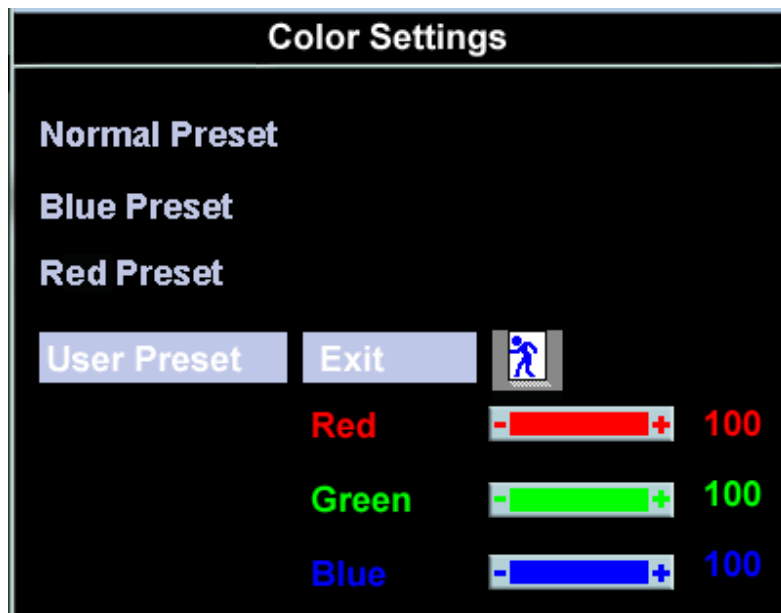 Color Settings
Normal Preset
Blue Preset
Red Preset
User Preset Exit
Red - + 100
Green - + 100
Blue - + 100